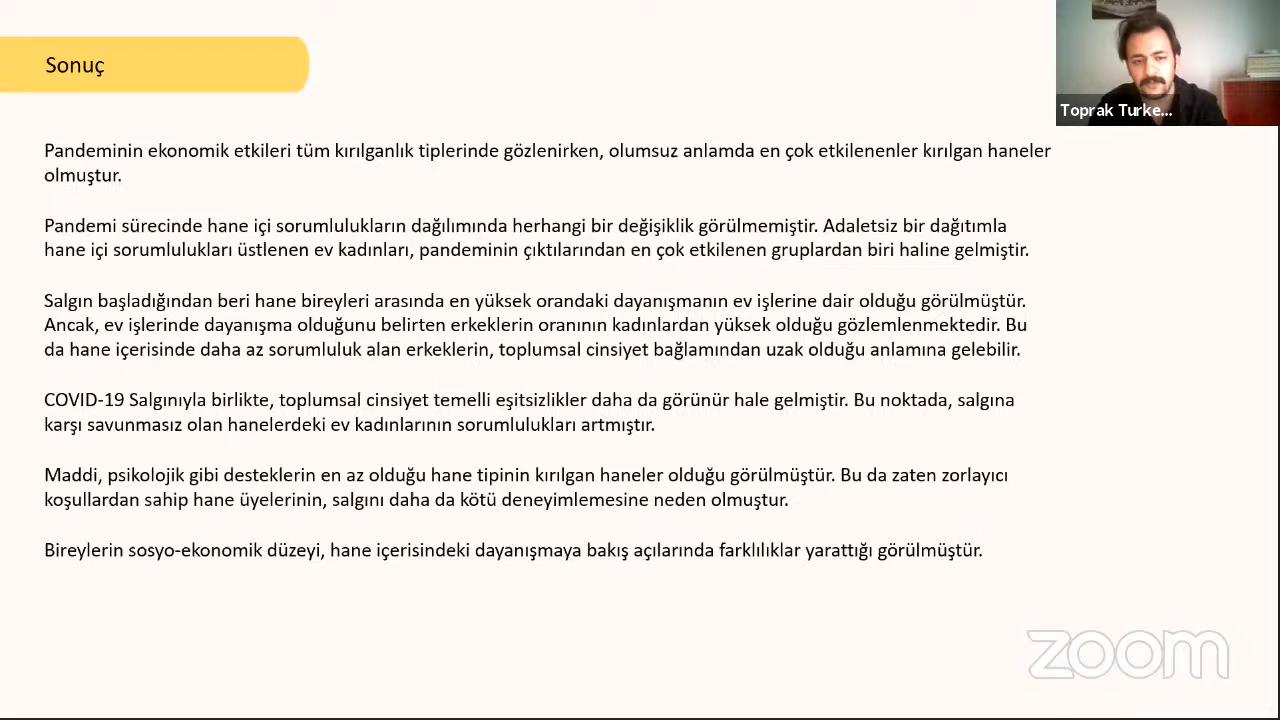 Sonuç
Toprak Turke...
Pandeminin ekonomik etkileri tüm kırılganlık tiplerinde gözlenirken, olumsuz anlamda en çok etkilenenler kırılgan haneler
olmuştur.
Pandemi sürecinde hane içi sorumlulukların dağılımında herhangi bir değişiklik görülmemiştir. Adaletsiz bir dağıtımla
hane içi sorumlulukları üstlenen ev kadınları, pandeminin çıktılarından en çok etkilenen gruplardan biri haline gelmiştir.
Salgın başladığından beri hane bireyleri arasında en yüksek orandaki dayanışmanın ev işlerine dair olduğu görülmüştür.
Ancak, ev işlerinde dayanışma olduğunu belirten erkeklerin oranının kadınlardan yüksek olduğu gözlemlenmektedir. Bu
da hane içerisinde daha az sorumluluk alan erkeklerin, toplumsal cinsiyet bağlamından uzak olduğu anlamına gelebilir.
COVID-19 Salgınıyla birlikte, toplumsal cinsiyet temelli eşitsizlikler daha da görünür hale gelmiştir. Bu noktada, salgına
karşı savunmasız olan hanelerdeki ev kadınlarının sorumlulukları artmıştır.
Maddi, psikolojik gibi desteklerin en az olduğu hane tipinin kırılgan haneler olduğu görülmüştür. Bu da zaten zorlayıcı
koşullardan sahip hane üyelerinin, salgını daha da kötü deneyimlemesine neden olmuştur.
Bireylerin sosyo-ekonomik düzeyi, hane içerisindeki dayanışmaya bakış açılarında farklılıklar yarattığı görülmüştür.
zoom